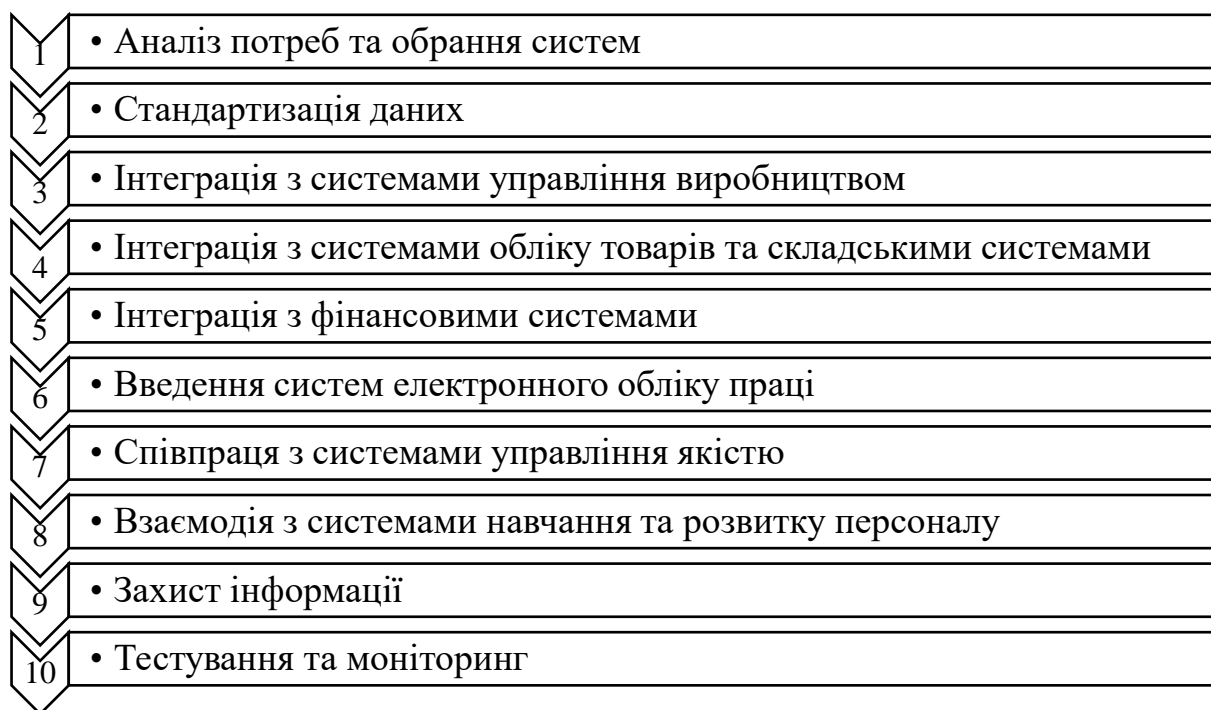 1 • Аналіз потреб та обрання систем
2 • Стандартизація даних
3 • Інтеграція з системами управління виробництвом
4 • Інтеграція з системами обліку товарів та складськими системами
5 • Інтеграція з фінансовими системами
6 • Введення систем електронного обліку праці
7 • Співпраця з системами управління якістю
8 • Взаємодія з системами навчання та розвитку персоналу
9 • Захист інформації
10 • Тестування та моніторинг